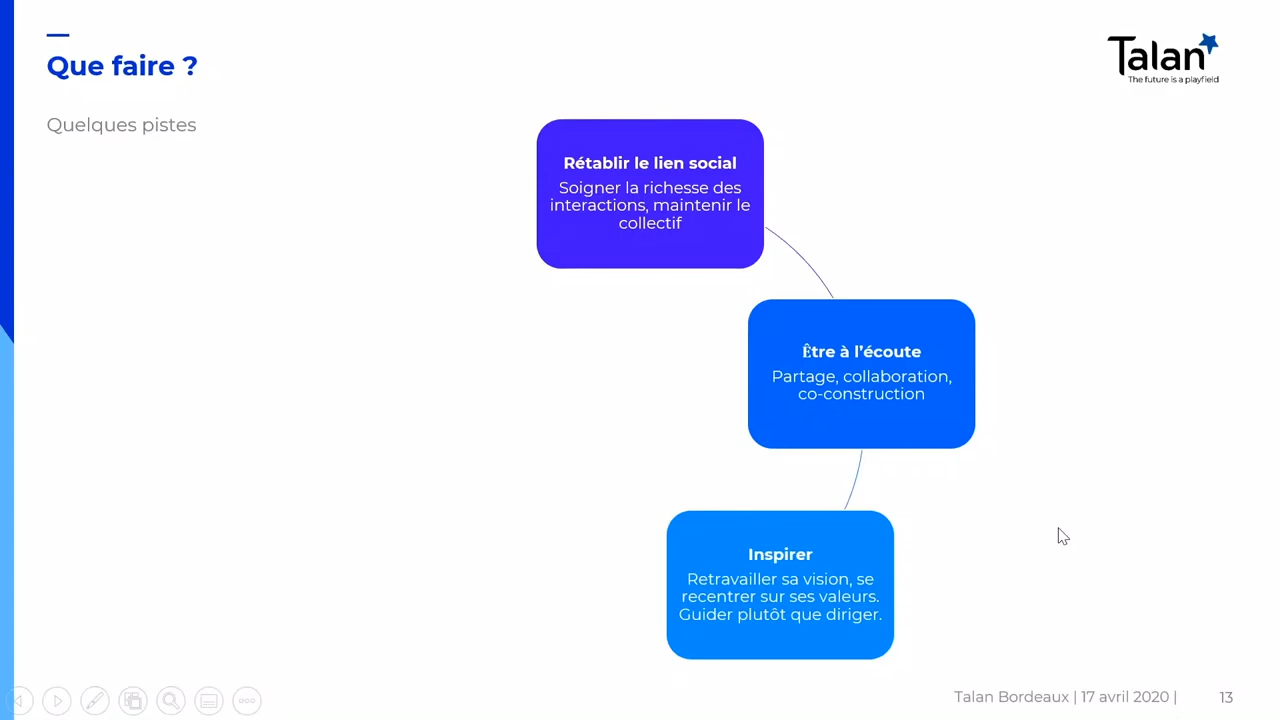 Que faire ?
Talan
The future is a playfield
Quelques pistes
Rétablir le lien social
Soigner la richesse des
interactions, maintenir le
collectif
Être à l'écoute
Partage, collaboration,
co-construction
Inspirer
Retravailler sa vision, se
recentrer sur ses valeurs.
Guider plutôt que diriger.
Talan Bordeaux | 17 avril 2020 |
13